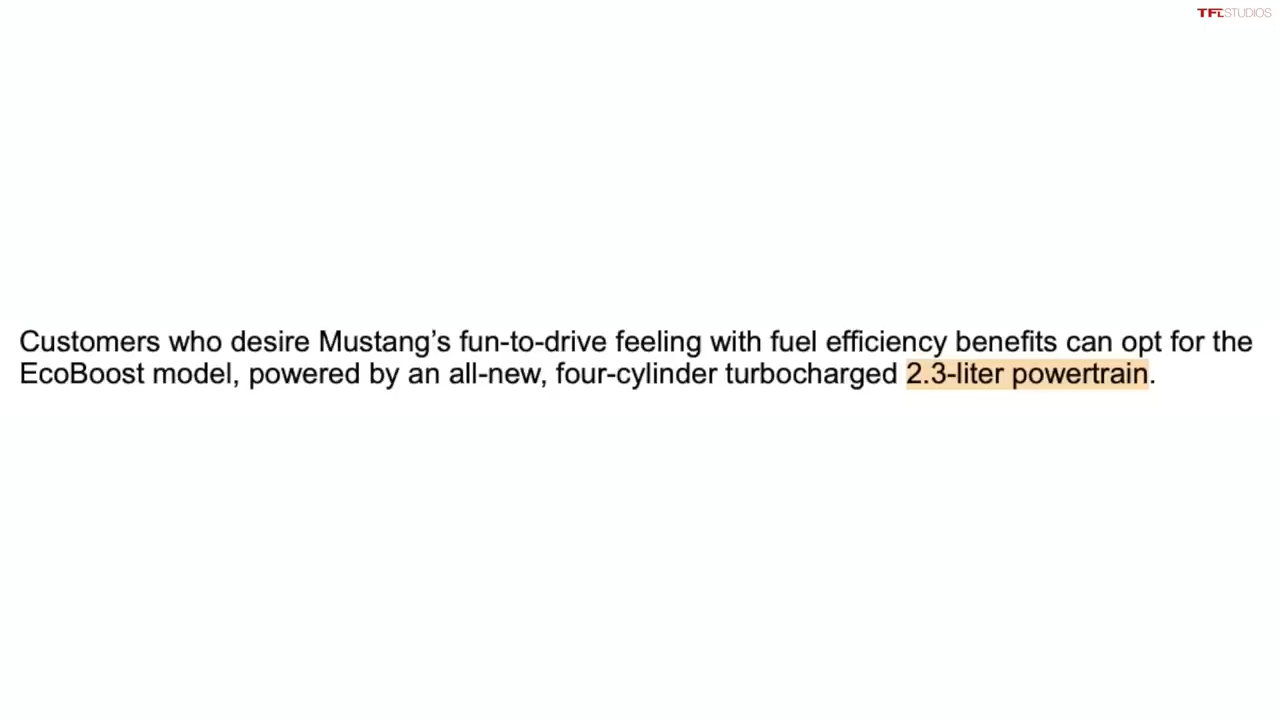 TFLSTUDIOS
Customers who desire Mustang’s fun-to-drive feeling with fuel efficiency benefits can opt for the
EcoBoost model, powered by an all-new, four-cylinder turbocharged 2.3-liter powertrain.